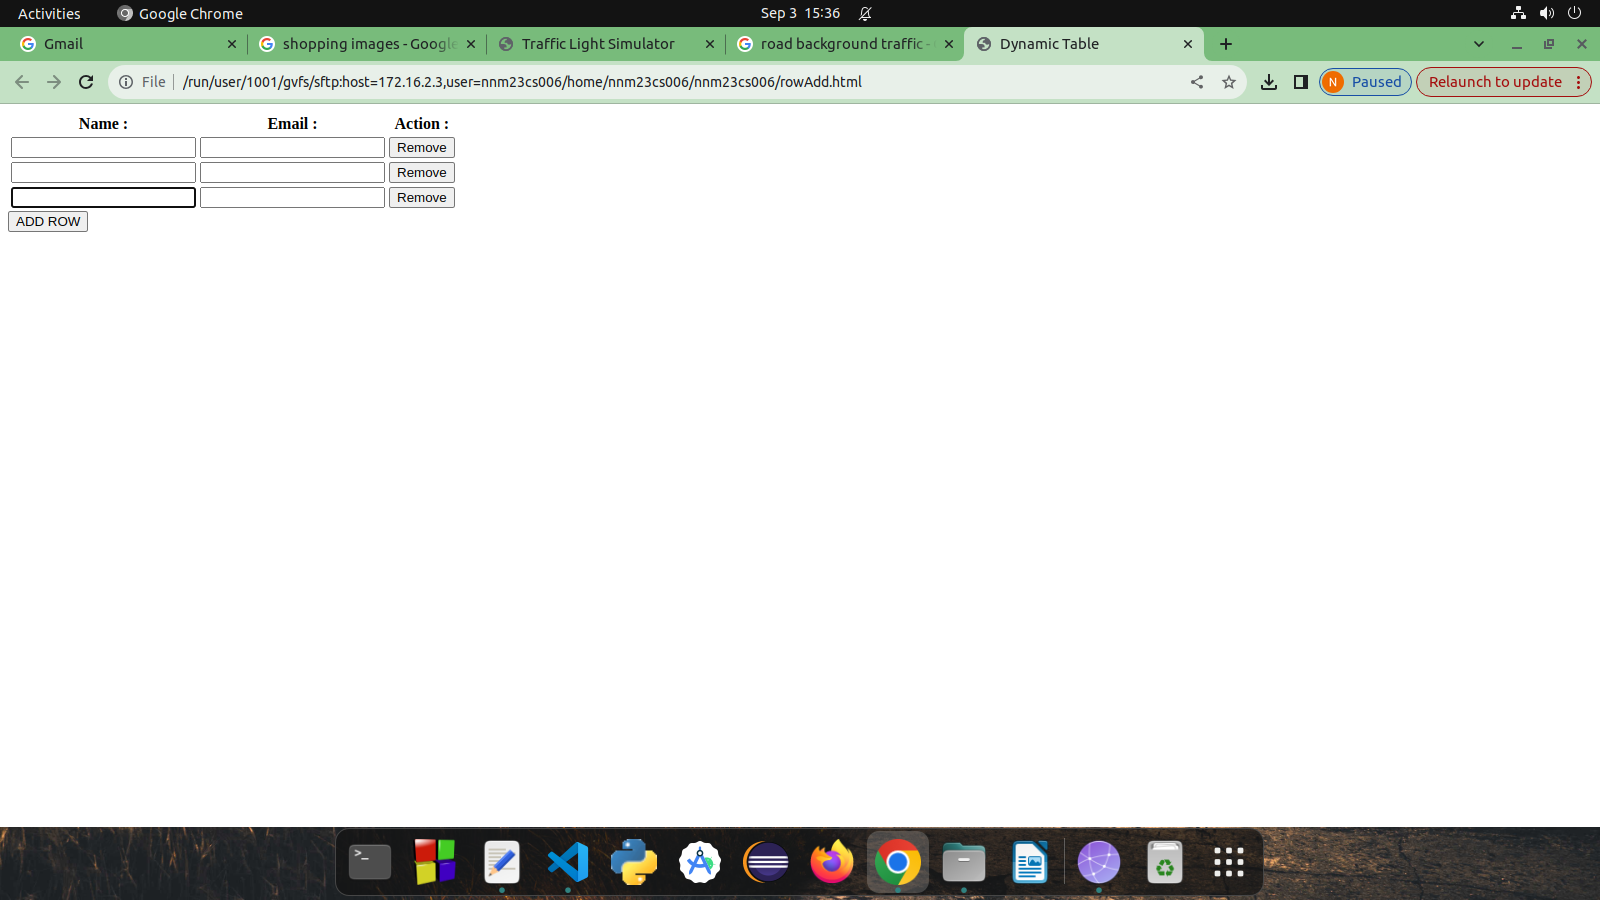 Activities
Google Chrome
Sep 3 15:36
Gmail
shopping images - Google
Traffic Light Simulator
road background traffic -
Dynamic Table
File
/run/user/1001/gvfs/sftp:host=172.16.2.3,user=nnm23cs006/home/nnm23cs006/nnm23cs006/rowAdd.html
N
Paused
Relaunch to update
Name :
Email :
Action :
Remove
Remove
Remove
ADD ROW
>_